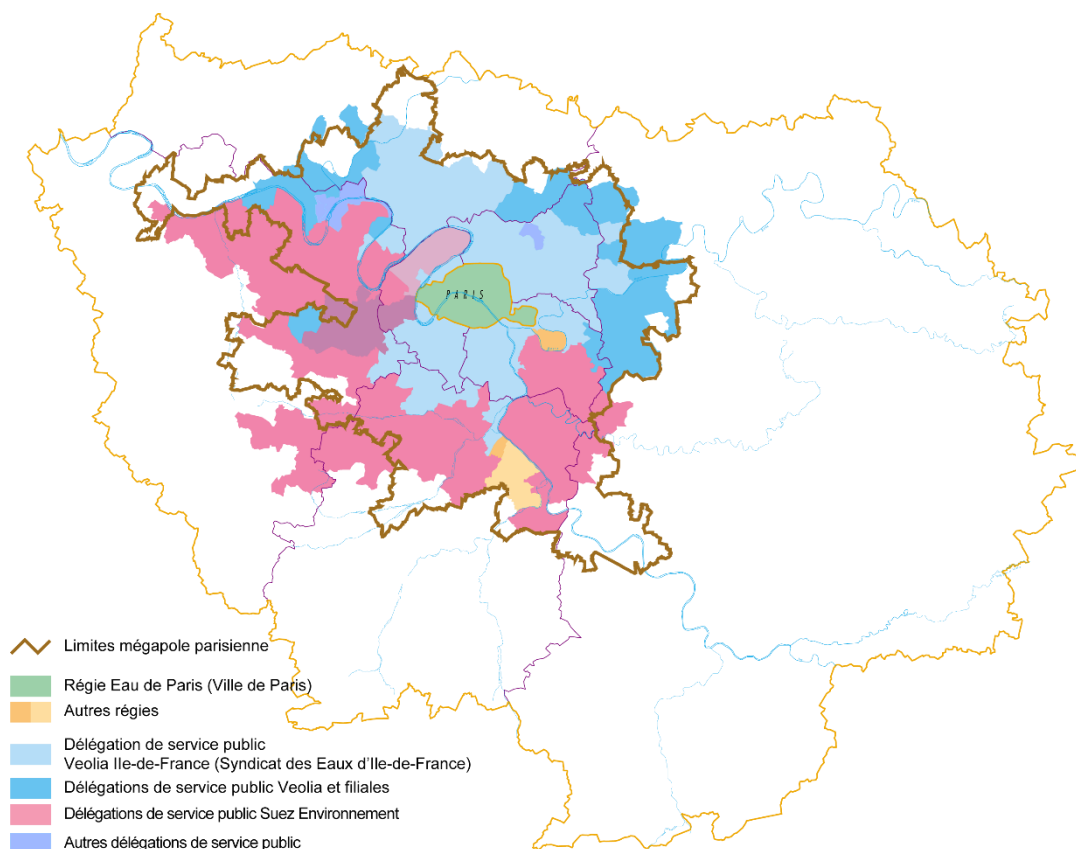 PARIS
Limites mégapole parisienne
Régie Eau de Paris (Ville de Paris)
Autres régies
Délégation de service public
Veolia Ile-de-France (Syndicat des Eaux d'Ile-de-France)
Délégations de service public Veolia et filiales
Délégations de service public Suez Environnement
Autres délégations de service public